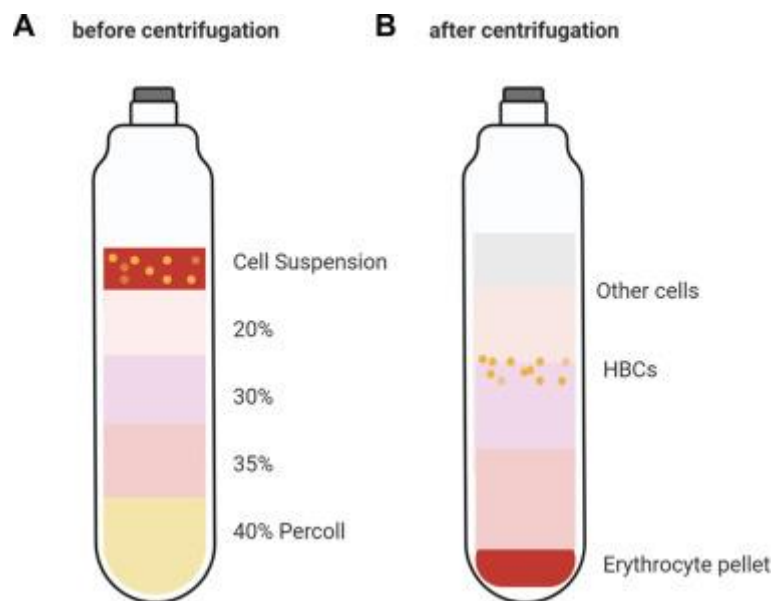 A before centrifugation
B after centrifugation
Cell Suspension
20%
30%
35%
40% Percoll
Other cells
HBCs
Erythrocyte pellet